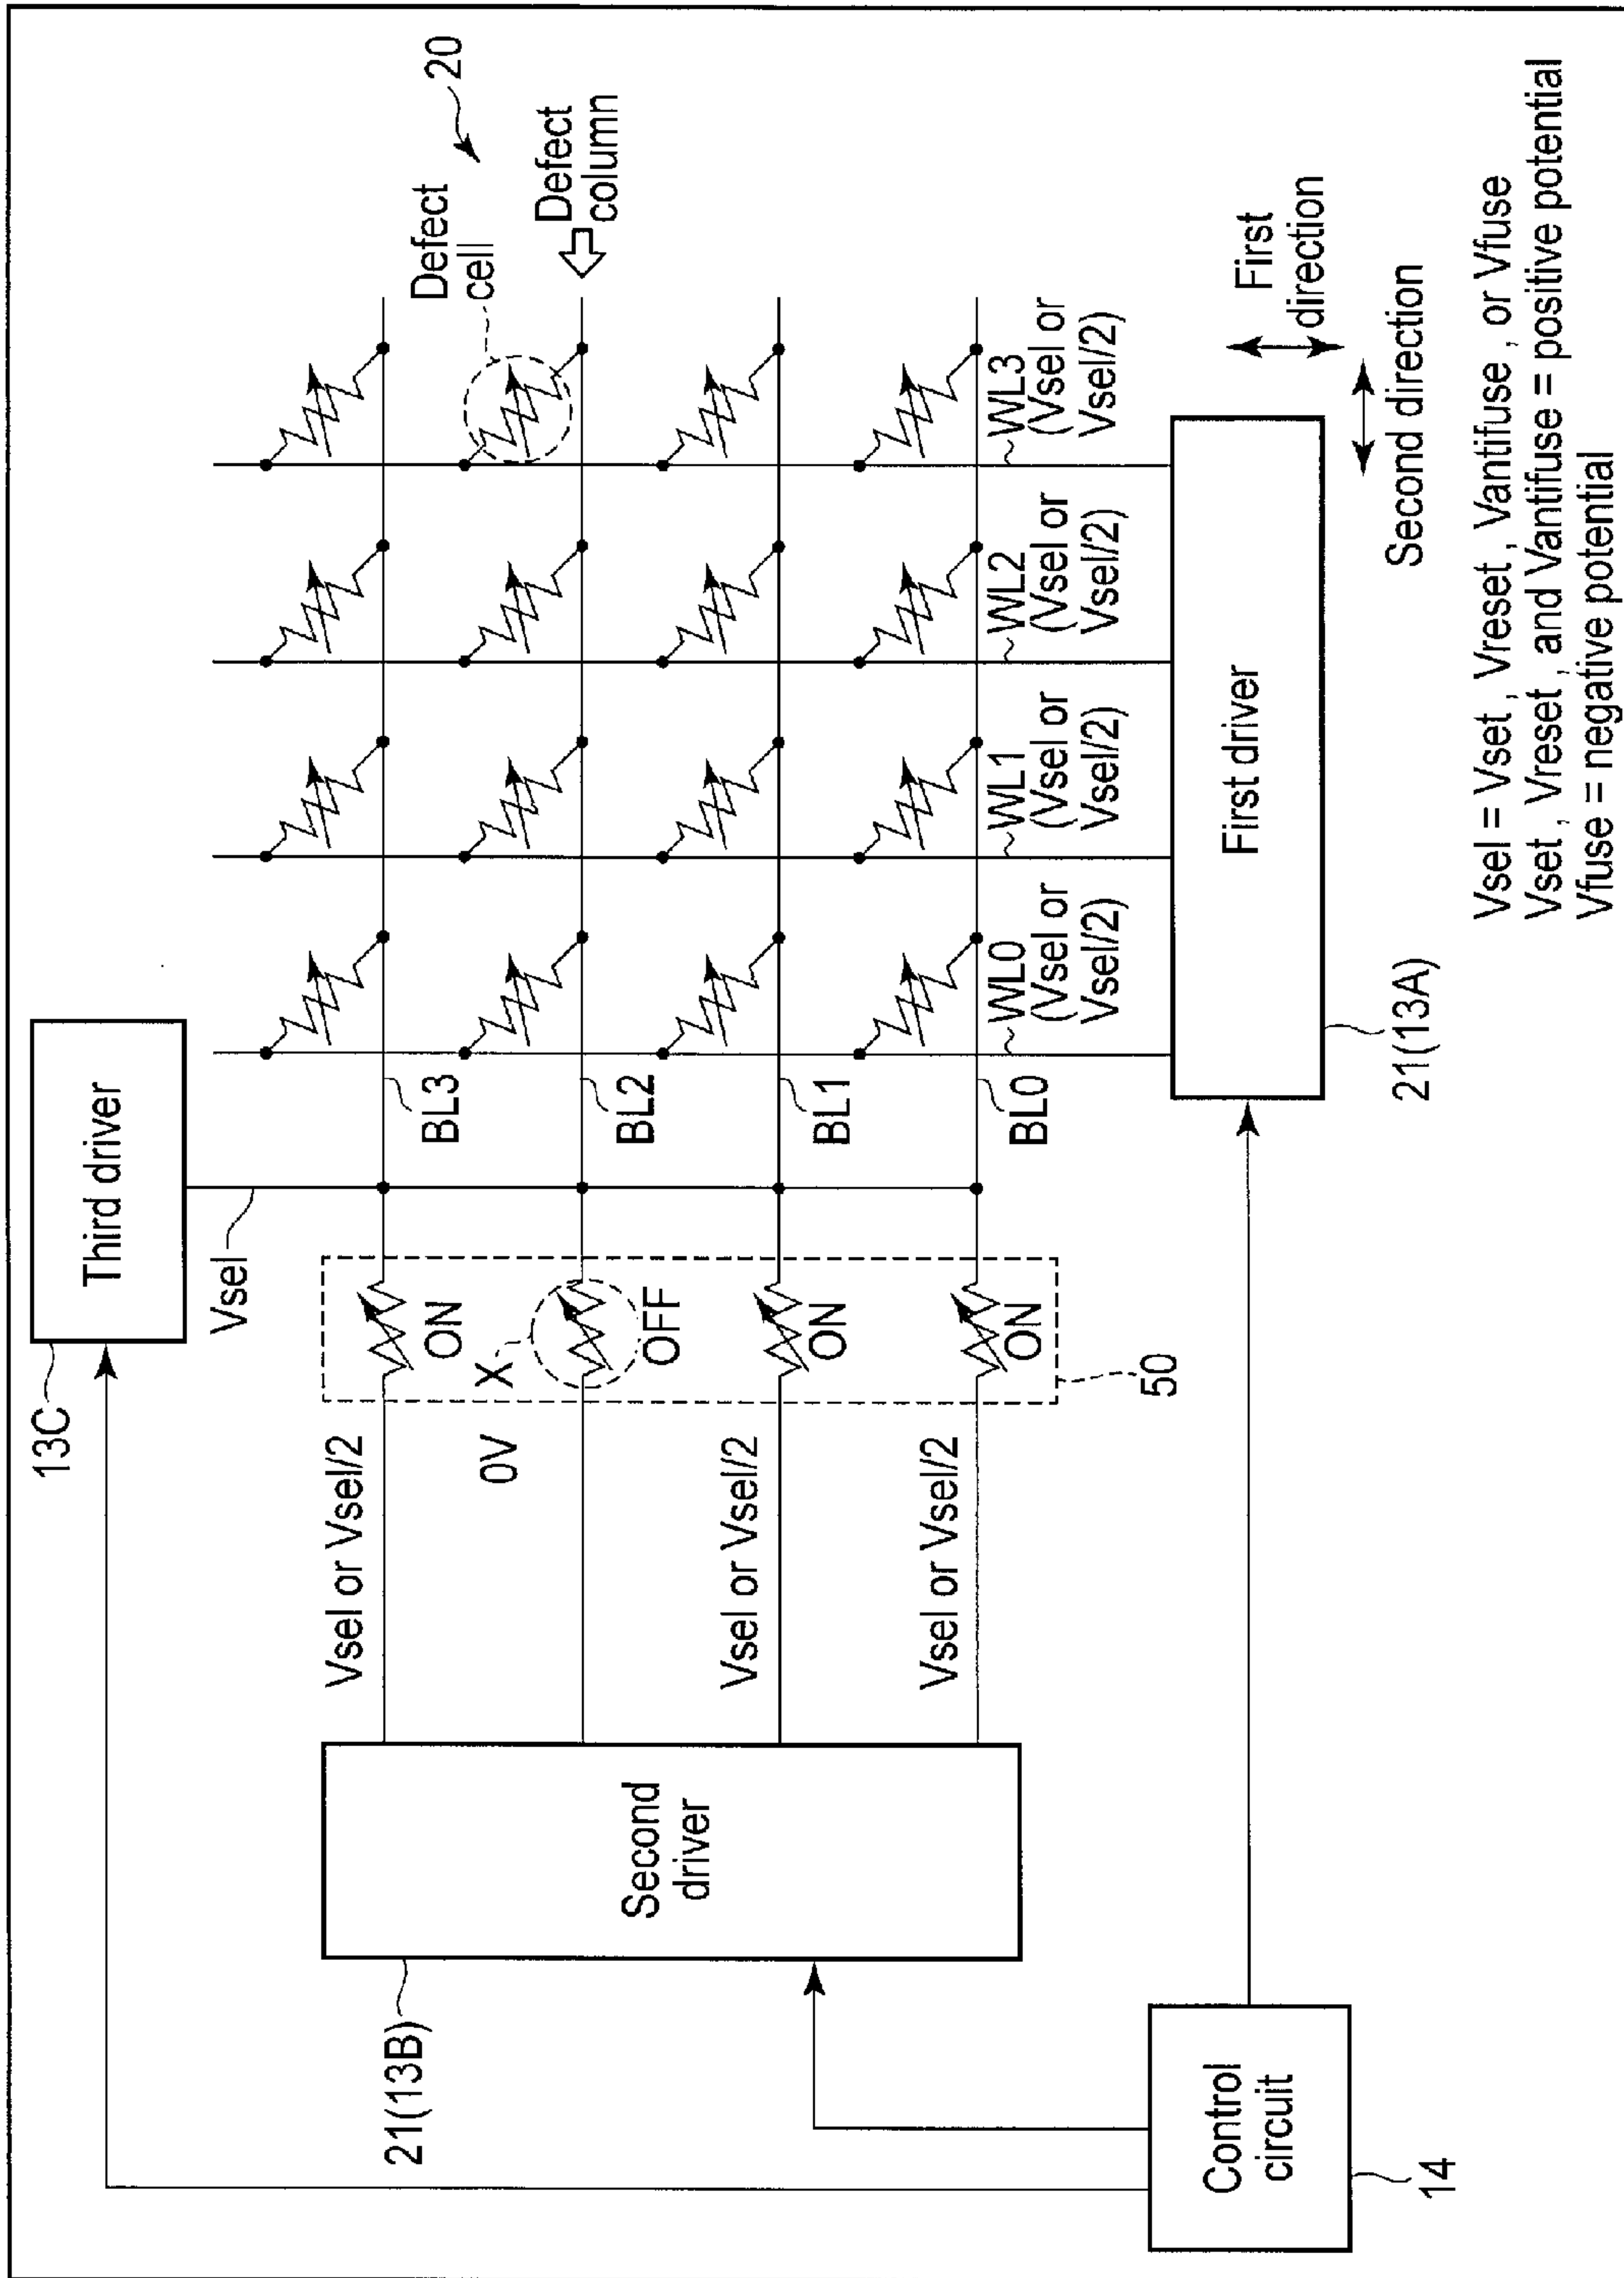 13C
Third driver
Vsel
20
Defect
cell
Defect
column
Vsel or Vsel/2
ON
BL3
0V
X
OFF
BL2
Vsel or Vsel/2
ON
BL1
Vsel or Vsel/2
ON
BL0
50
Second
driver
21(13B)
WL0
(Vsel or
Vsel/2)
WL1
(Vsel or
Vsel/2)
WL2
(Vsel or
Vsel/2)
WL3
(Vsel or
Vsel/2)
First driver
21(13A)
First
direction
Second direction
Control
circuit
14
Vsel = Vset , Vreset , Vantifuse , or Vfuse
Vset , Vreset , and Vantifuse = positive potential
Vfuse = negative potential